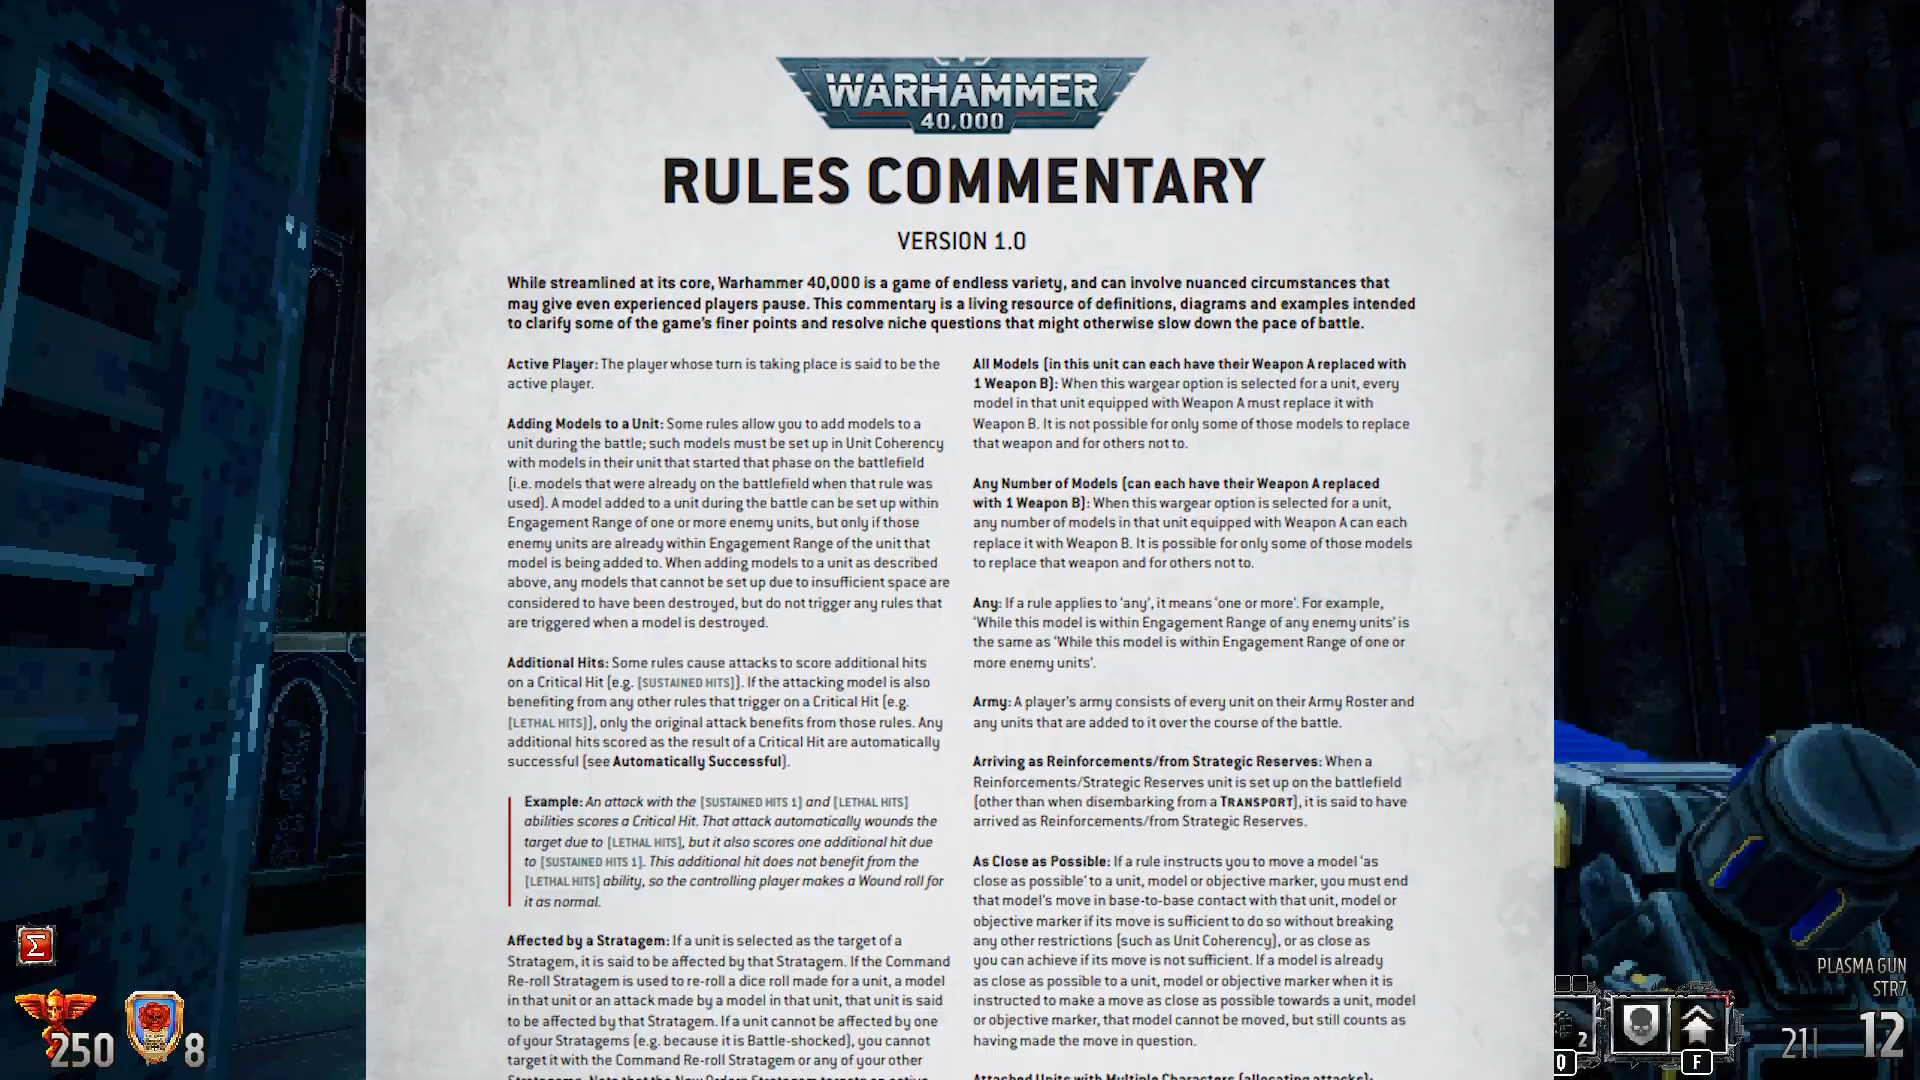 WARHAMMER
40,000
RULES COMMENTARY
VERSION 1.0
While streamlined at its core, Warhammer 40,000 is a game of endless variety, and can involve nuanced circumstances that
may give even experienced players pause. This commentary is a living resource of definitions, diagrams and examples intended
to clarify some of the game's finer points and resolve niche questions that might otherwise slow down the pace of battle.
Active Player: The player whose turn is taking place is said to be the
active player.
Adding Models to a Unit: Some rules allow you to add models to a
unit during the battle; such models must be set up in Unit Coherency
with models in their unit that started that phase on the battlefield
(i.e. models that were already on the battlefield when that rule was
used). A model added to a unit during the battle can be set up within
Engagement Range of one or more enemy units, but only if those
enemy units are already within Engagement Range of the unit that
model is being added to. When adding models to a unit as described
above, any models that cannot be set up due to insufficient space are
considered to have been destroyed, but do not trigger any rules that
are triggered when a model is destroyed.
Additional Hits: Some rules cause attacks to score additional hits
on a Critical Hit (e.g. [SUSTAINED HITS]). If the attacking model is also
benefiting from any other rules that trigger on a Critical Hit (e.g.
[LETHAL HITS]), only the original attack benefits from those rules. Any
additional hits scored as the result of a Critical Hit are automatically
successful (see Automatically Successful).
Example: An attack with the [SUSTAINED HITS 1] and [LETHAL HITS]
abilities scores a Critical Hit. That attack automatically wounds the
target due to [LETHAL HITS], but it also scores one additional hit due
to [SUSTAINED HITS 1]. This additional hit does not benefit from the
[LETHAL HITS] ability, so the controlling player makes a Wound roll for
it as normal.
Affected by a Stratagem: If a unit is selected as the target of a
Stratagem, it is said to be affected by that Stratagem. If the Command
Re-roll Stratagem is used to re-roll a dice roll made for a unit, a model
in that unit or an attack made by a model in that unit, that unit is said
to be affected by that Stratagem. If a unit cannot be affected by one
of your Stratagems (e.g. because it is Battle-shocked), you cannot
target it with the Command Re-roll Stratagem or any of your other
All Models (in this unit can each have their Weapon A replaced with
1 Weapon B): When this wargear option is selected for a unit, every
model in that unit equipped with Weapon A must replace it with
Weapon B. It is not possible for only some of those models to replace
that weapon and for others not to.
Any Number of Models (can each have their Weapon A replaced
with 1 Weapon B): When this wargear option is selected for a unit,
any number of models in that unit equipped with Weapon A can each
replace it with Weapon B. It is possible for only some of those models
to replace that weapon and for others not to.
Any: If a rule applies to 'any', it means 'one or more'. For example,
'While this model is within Engagement Range of any enemy units' is
the same as 'While this model is within Engagement Range of one or
more enemy units'.
Army: A player's army consists of every unit on their Army Roster and
any units that are added to it over the course of the battle.
Arriving as Reinforcements/from Strategic Reserves: When a
Reinforcements/Strategic Reserves unit is set up on the battlefield
(other than when disembarking from a TRANSPORT), it is said to have
arrived as Reinforcements/from Strategic Reserves.
As Close as Possible: If a rule instructs you to move a model 'as
close as possible' to a unit, model or objective marker, you must end
that model's move in base-to-base contact with that unit, model or
objective marker if its move is sufficient to do so without breaking
any other restrictions (such as Unit Coherency), or as close as
you can achieve if its move is not sufficient. If a model is already
as close as possible to a unit, model or objective marker when it is
instructed to make a move as close as possible towards a unit, model
or objective marker, that model cannot be moved, but still counts as
having made the move in question.
Attached Units with Multiple Characters (allocating attacks):
Σ
250
8
PLASMA GUN
STR7
2
Q
F
211
12